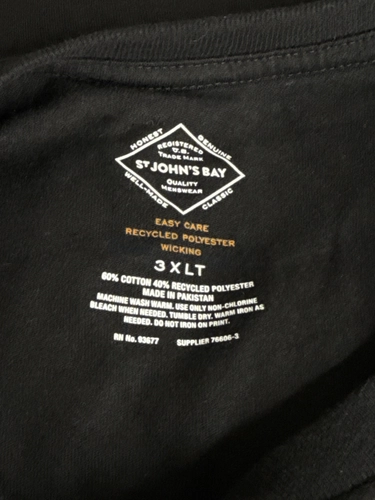 HONEST GENUINE
REGISTERED
U.S.
TRADE MARK
ST JOHN'S BAY
QUALITY
MENSWEAR
WELL-MADE CLASSIC
EASY CARE
RECYCLED POLYESTER
WICKING
3XLT
60% COTTON 40% RECYCLED POLYESTER
MADE IN PAKISTAN
MACHINE WASH WARM. USE ONLY NON-CHLORINE
BLEACH WHEN NEEDED. TUMBLE DRY. WARM IRON AS
NEEDED. DO NOT IRON ON PRINT.
RN No. 93677 SUPPLIER 76606-3